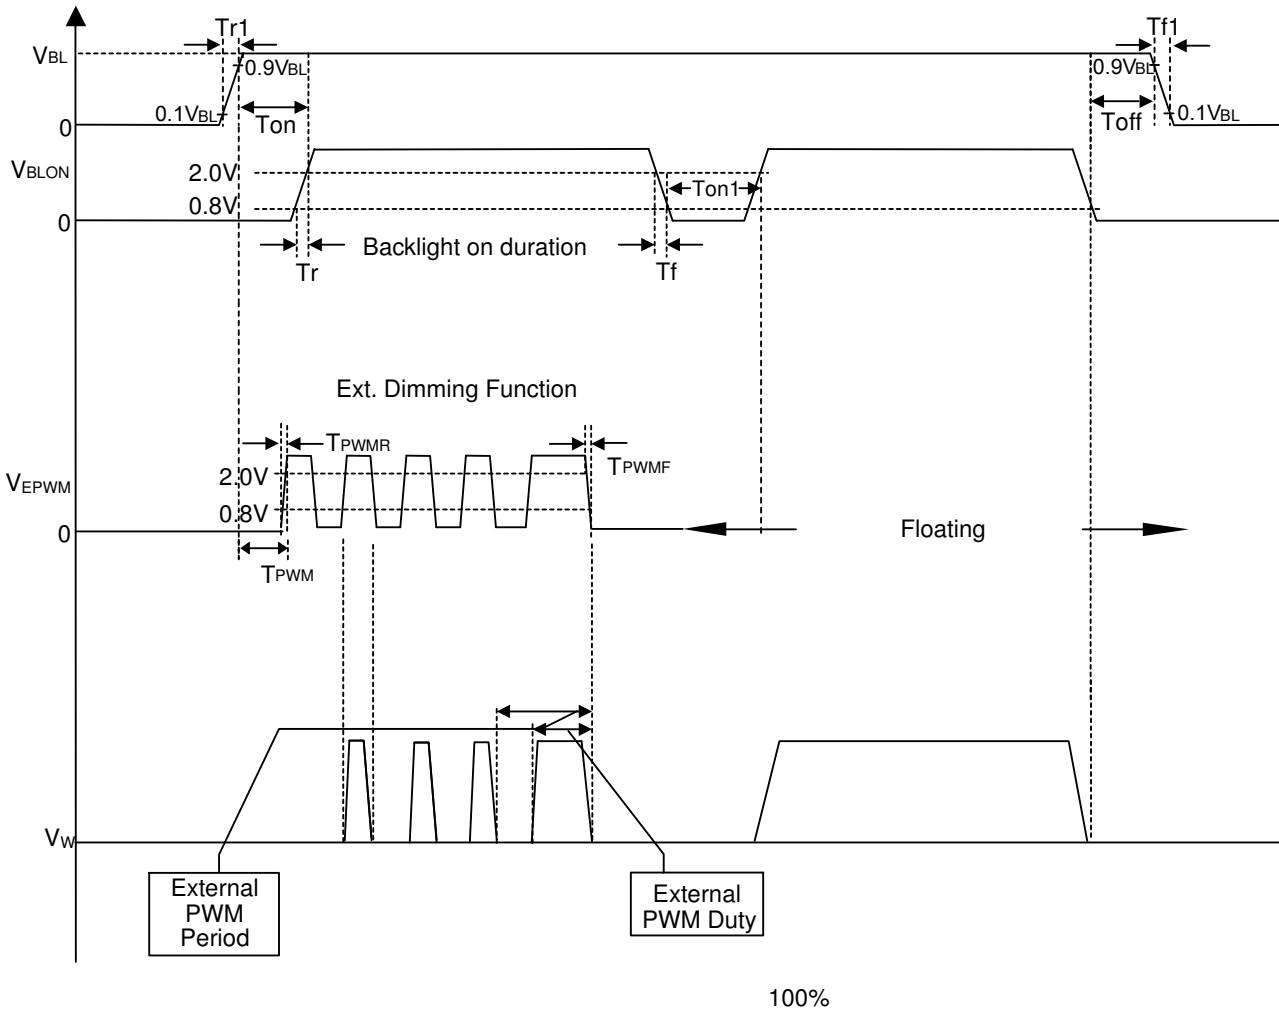 Tr1
Tf1
VBL
0.9VBL
0.9VBL
0.1VBL
Ton
Toff
0.1VBL
0
VBLON
2.0V
Ton1
0.8V
0
Backlight on duration
Tr
Tf
Ext. Dimming Function
TPWMR
TPWMF
VEPWM
2.0V
0.8V
0
Floating
TPWM
VW
External
PWM
Period
External
PWM Duty
100%